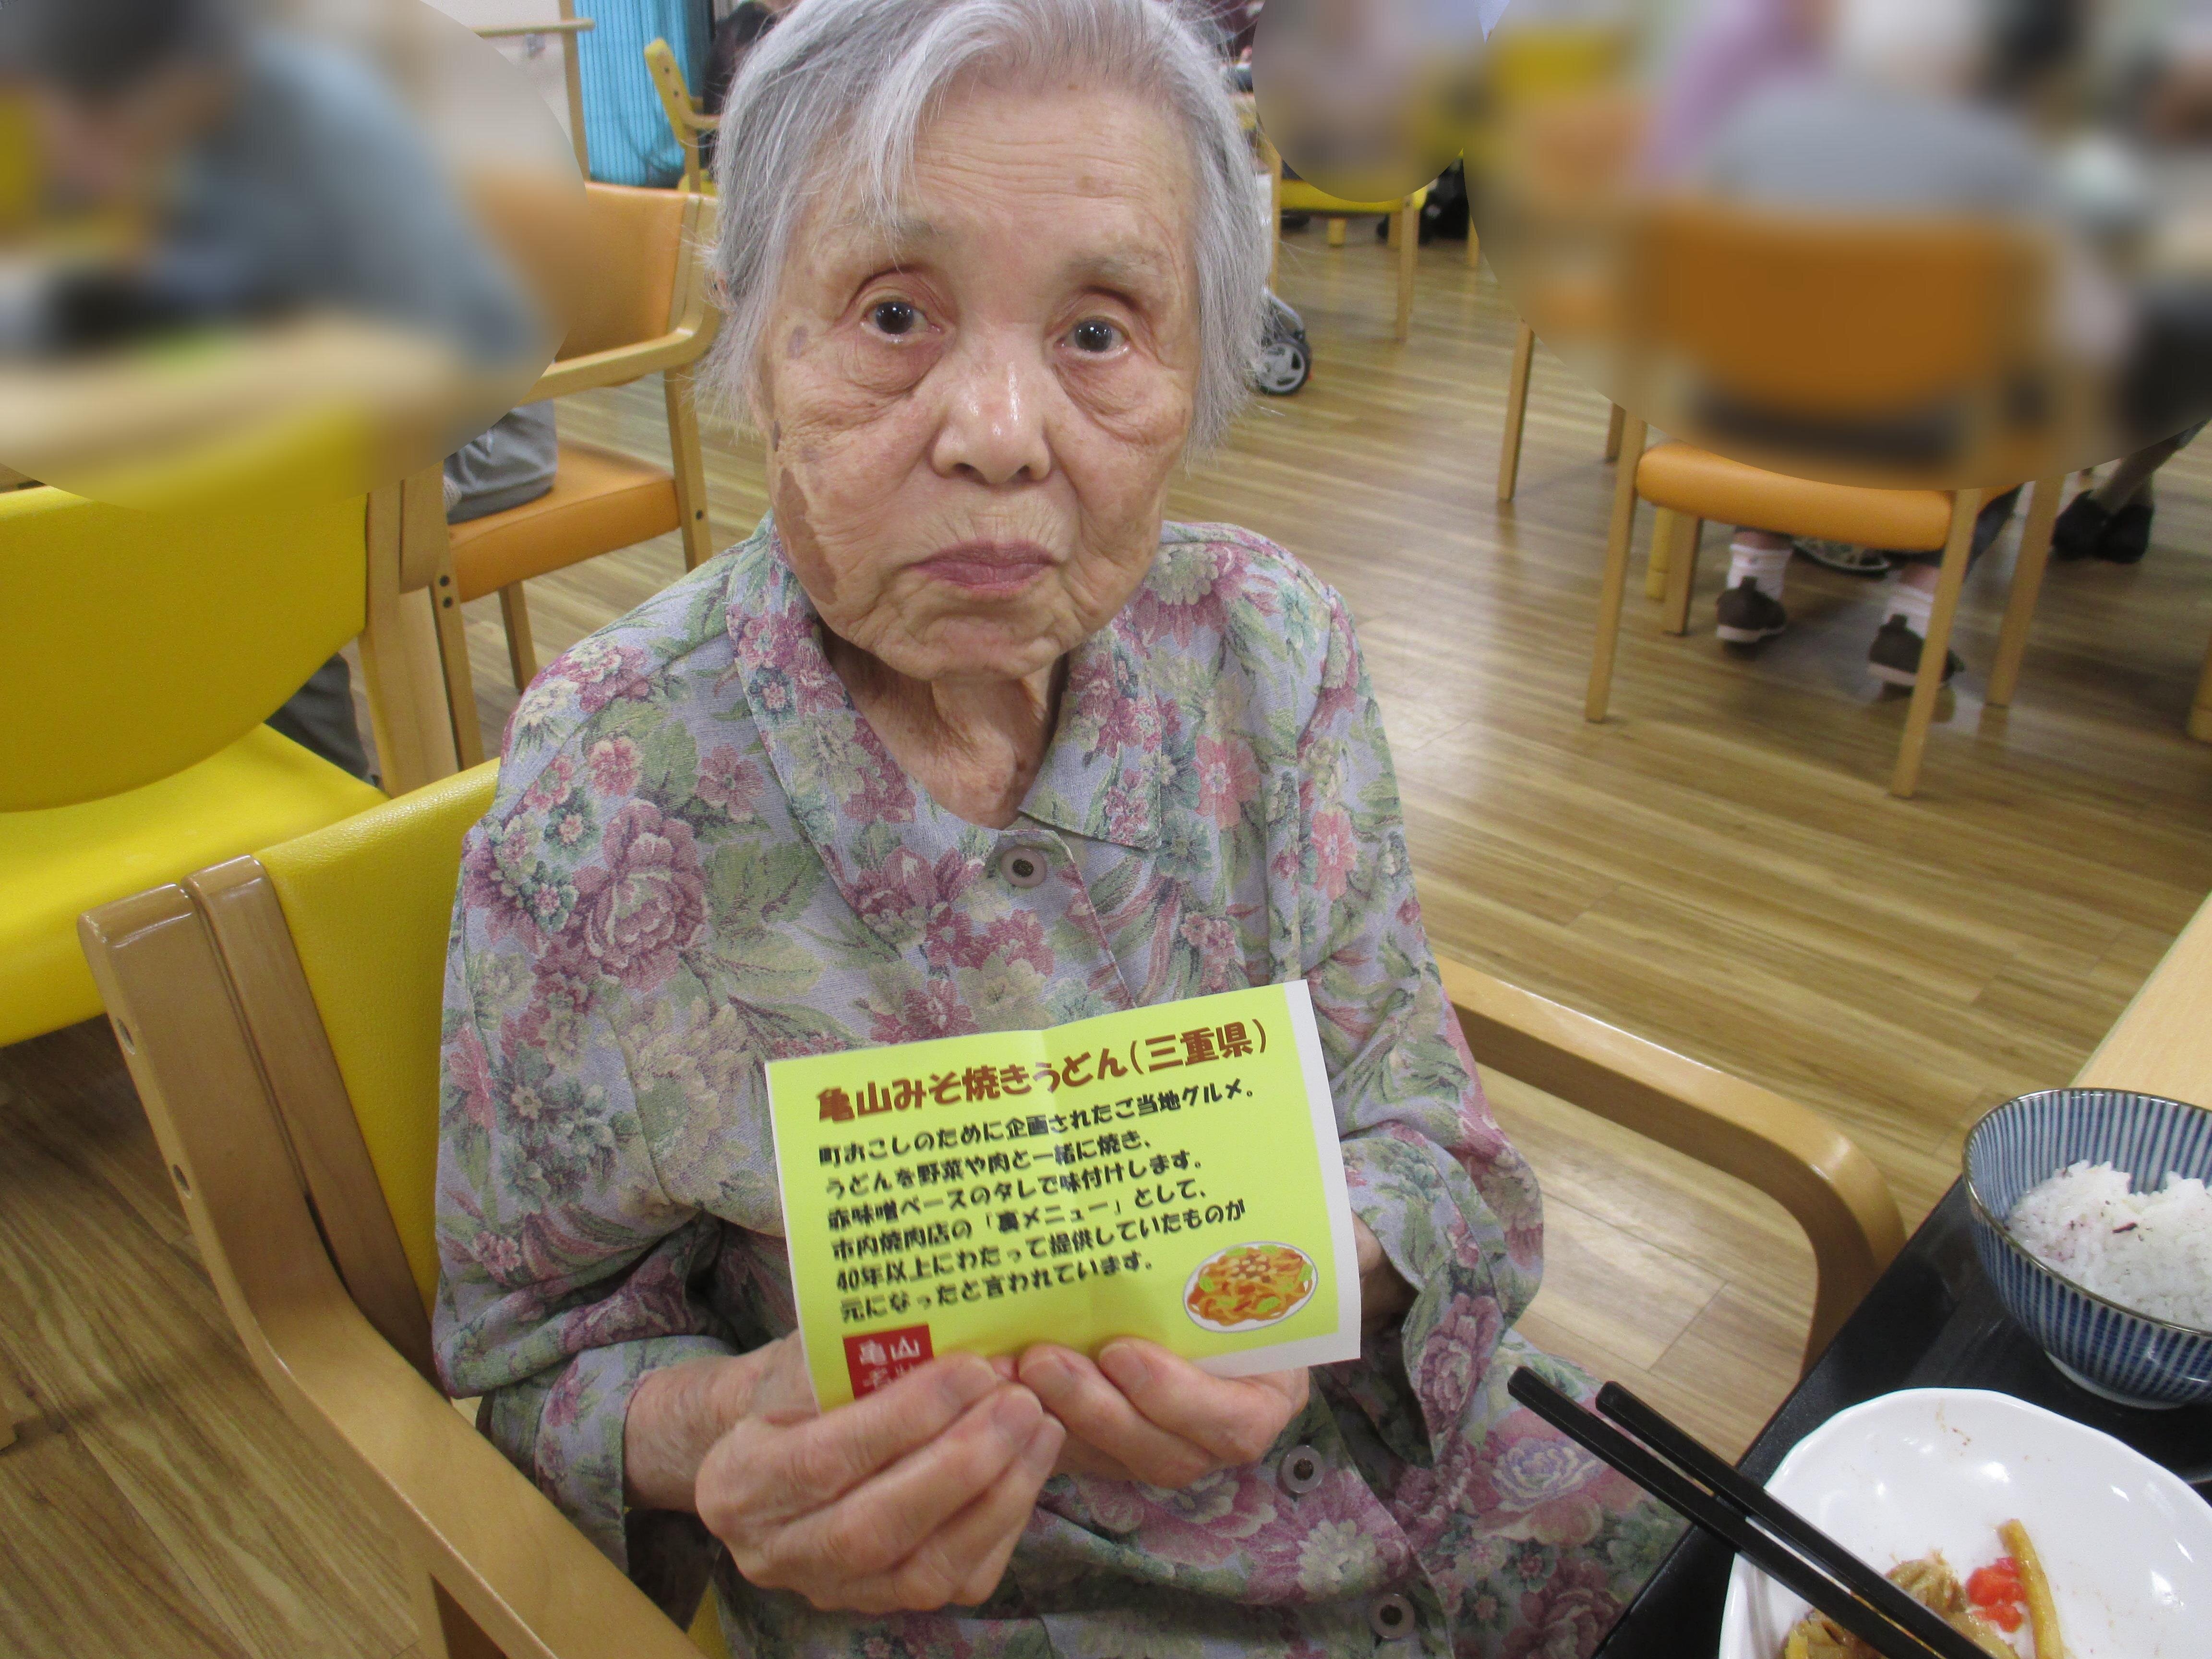 亀山みそ焼きうどん(三重県)
町おこしのために企画されたご当地グルメ。
うどんを野菜や肉と一緒に焼き、
赤味噌ベースのタレで味付けします。
市内焼肉店の「裏メニュー」として、
40年以上にわたって提供していたものが
元になったと言われています。
亀山